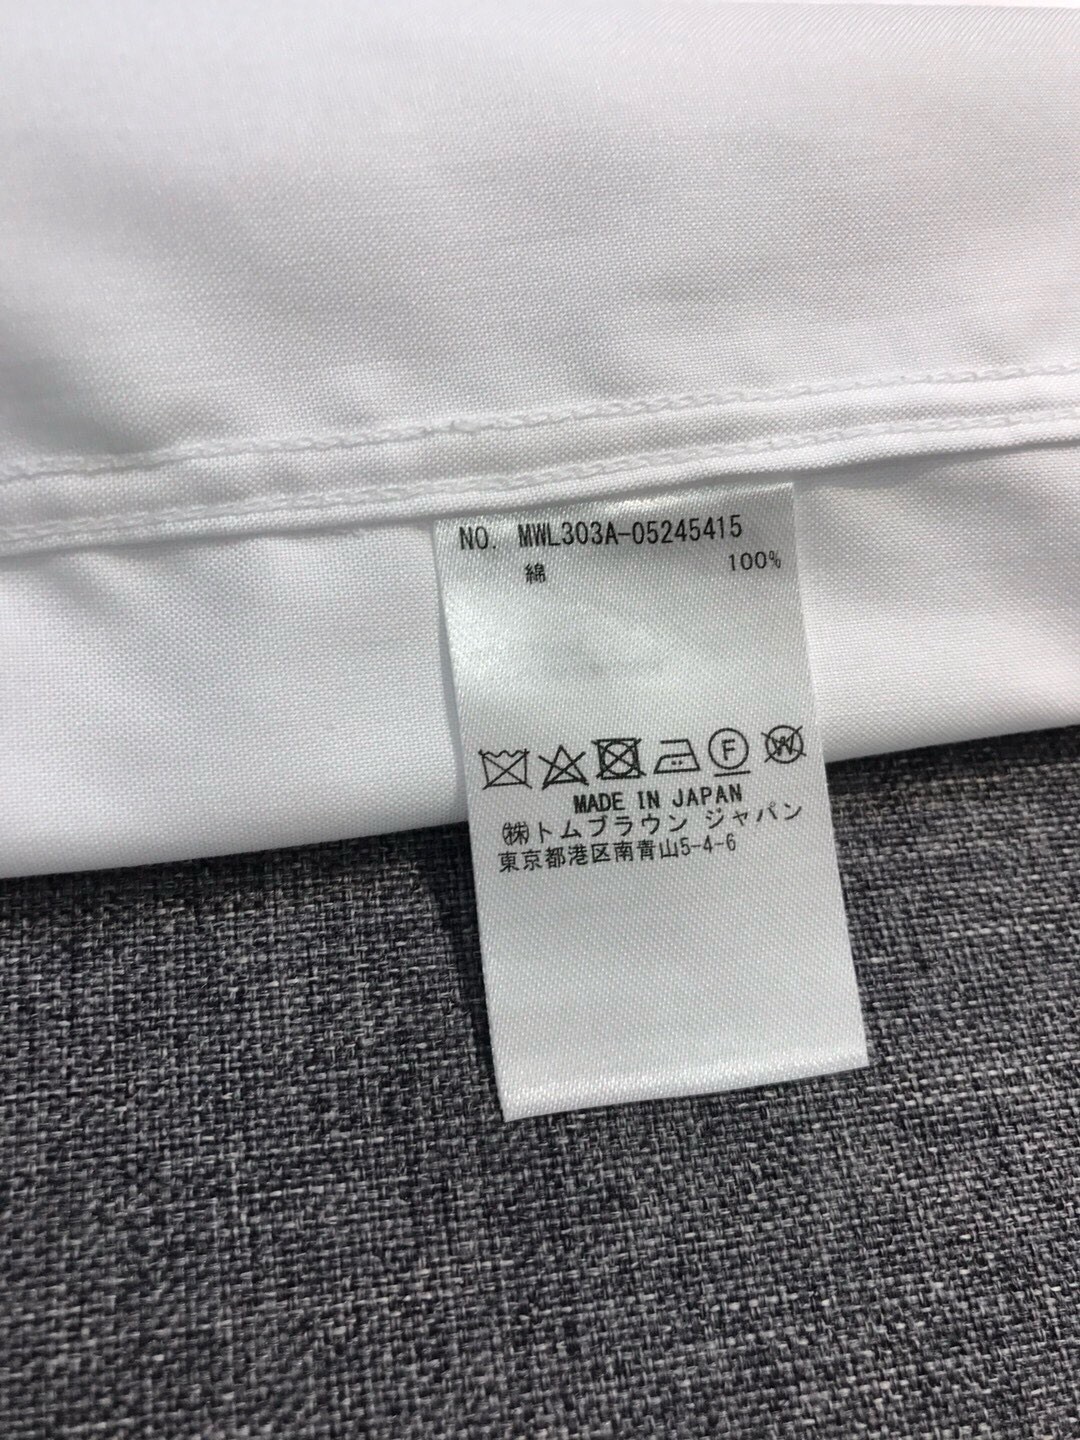 NO. MWL303A-05245415
綿 100%
F W
MADE IN JAPAN
㈱トムブラウン ジャパン
東京都港区南青山5-4-6